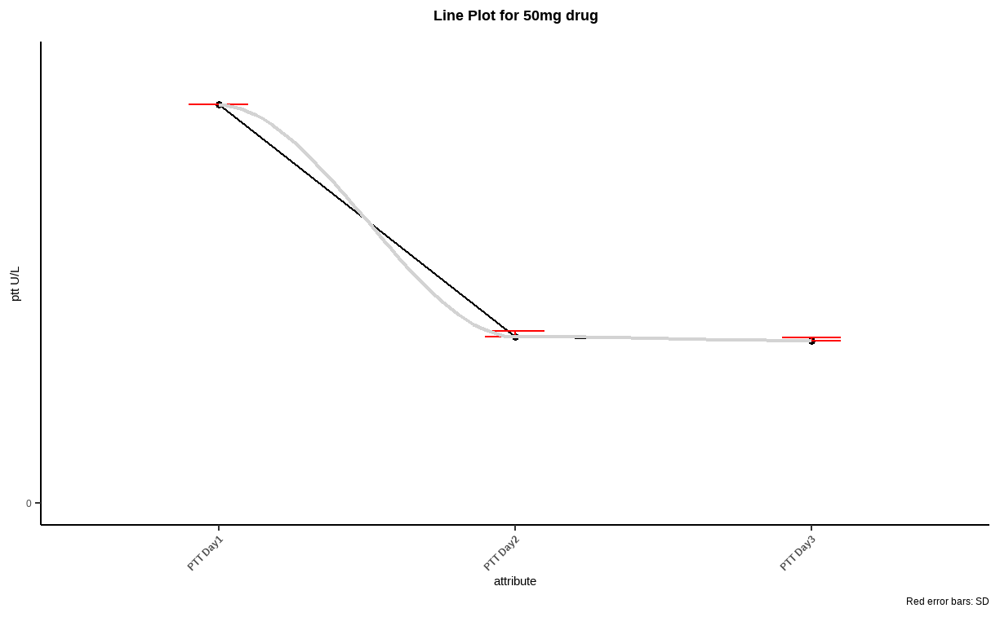 Line Plot for 50mg drug
ptt U/L
0
PTT Day1
PTT Day2
PTT Day3
attribute
Red error bars: SD